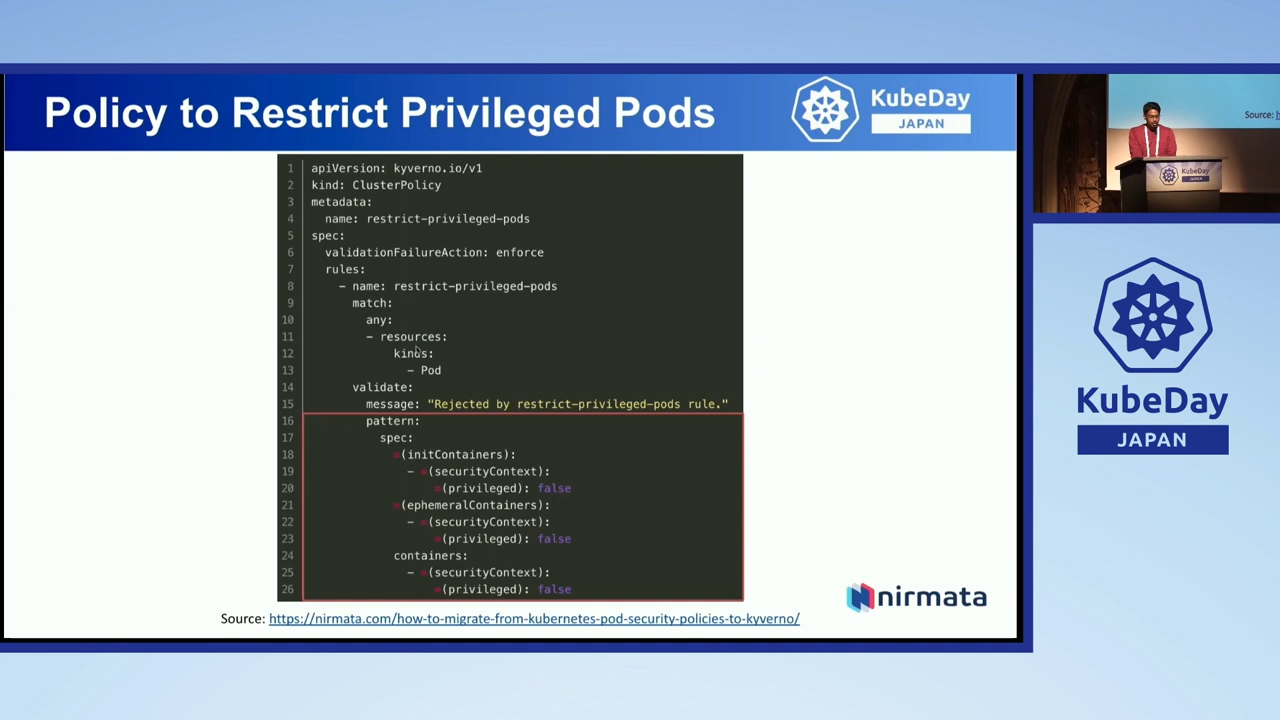 Policy to Restrict Privileged Pods
KubeDay
JAPAN
1 apiVersion: kyverno.io/v1
2 kind: ClusterPolicy
3 metadata:
4 name: restrict-privileged-pods
5 spec:
6 validationFailureAction: enforce
7 rules:
8 - name: restrict-privileged-pods
9 match:
10 any:
11 - resources:
12 kinds:
13 - Pod
14 validate:
15 message: "Rejected by restrict-privileged-pods rule."
16 pattern:
17 spec:
18 =(initContainers):
19 - =(securityContext):
20 =(privileged): false
21 =(ephemeralContainers):
22 - =(securityContext):
23 =(privileged): false
24 containers:
25 - =(securityContext):
26 =(privileged): false
nirmata
Source: https://nirmata.com/how-to-migrate-from-kubernetes-pod-security-policies-to-kyverno/
Source: h
KubeDay
JAPAN
KubeDay
JAPAN